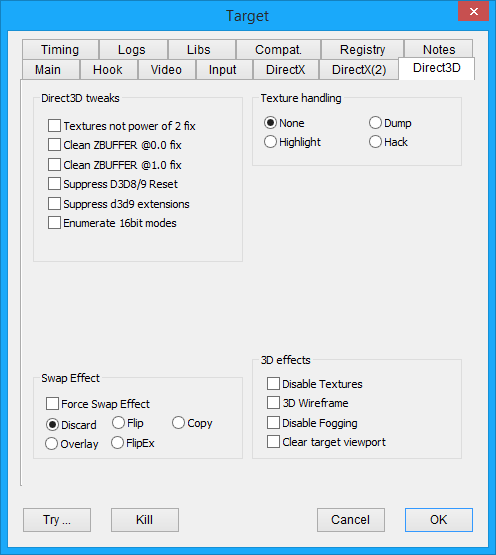 Target
Timing Logs Libs Compat. Registry Notes
Main Hook Video Input DirectX DirectX(2) Direct3D
Direct3D tweaks
Textures not power of 2 fix
Clean ZBUFFER @0.0 fix
Clean ZBUFFER @1.0 fix
Suppress D3D8/9 Reset
Suppress d3d9 extensions
Enumerate 16bit modes
Texture handling
None Dump
Highlight Hack
Swap Effect
Force Swap Effect
Discard Flip Copy
Overlay FlipEx
3D effects
Disable Textures
3D Wireframe
Disable Fogging
Clear target viewport
Try ... Kill Cancel OK